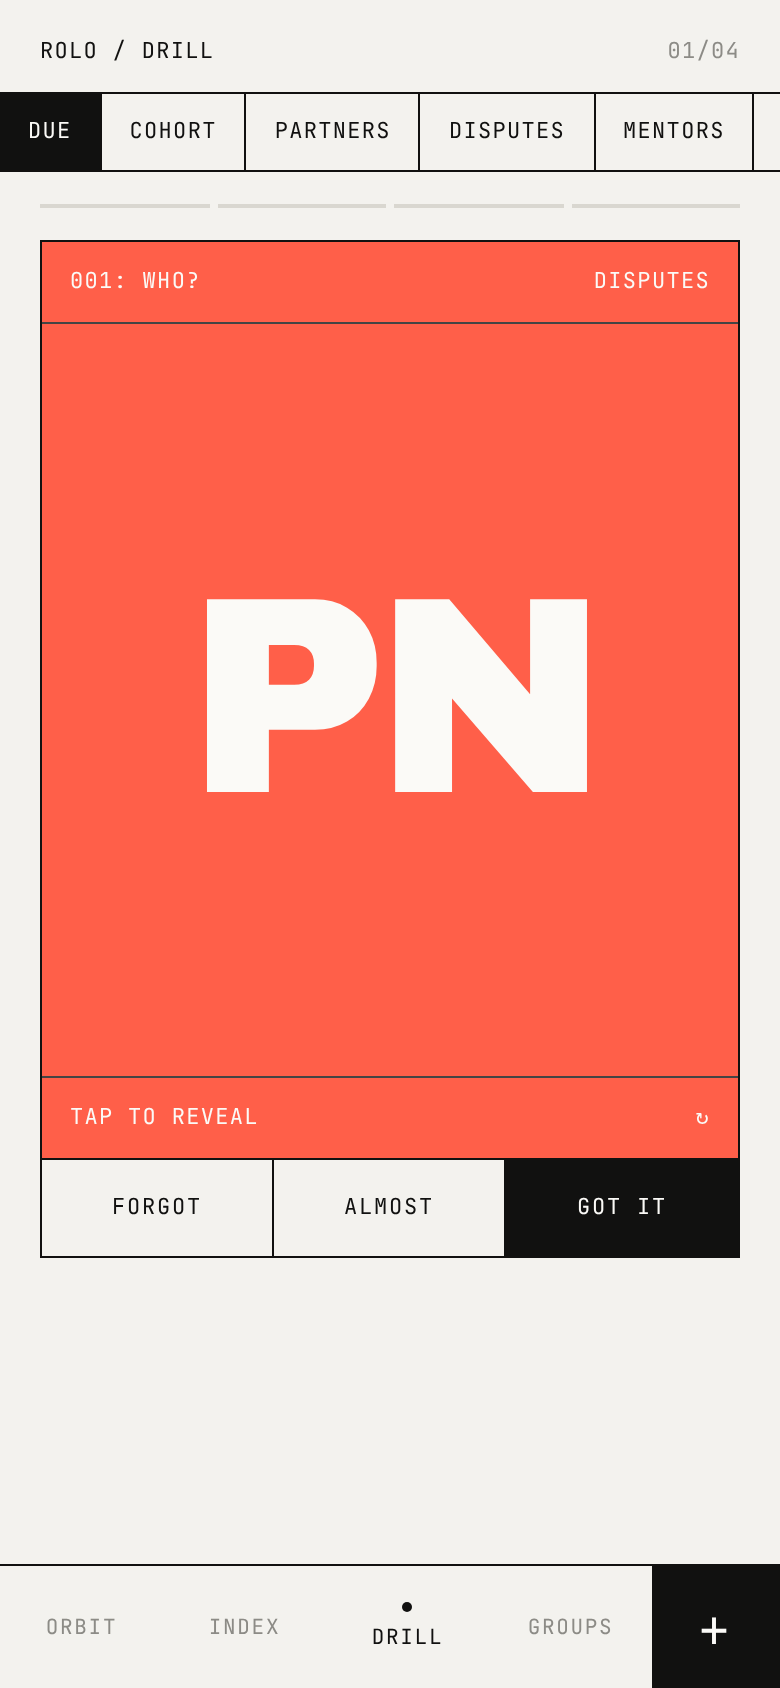 ROLO / DRILL 01/04
DUE COHORT PARTNERS DISPUTES MENTORS
001: WHO? DISPUTES
PN
TAP TO REVEAL ↻
FORGOT ALMOST GOT IT
ORBIT INDEX DRILL GROUPS +